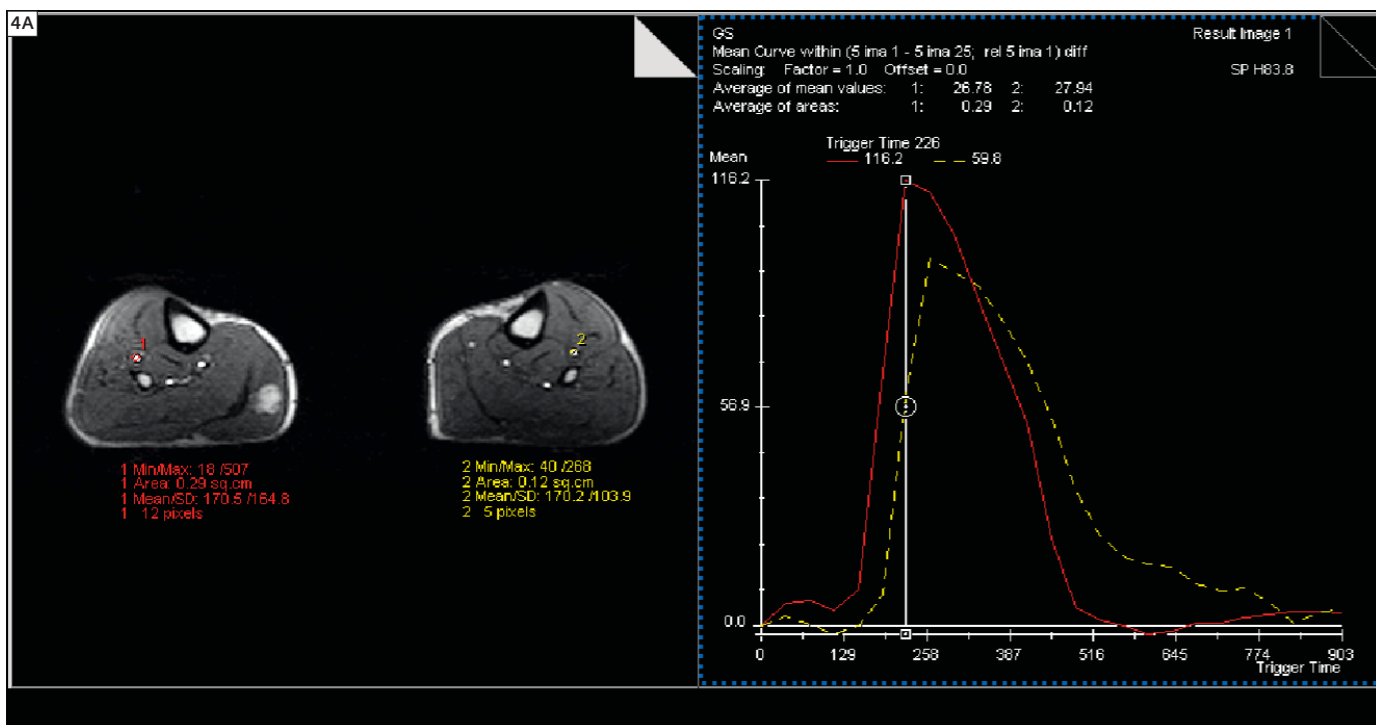 4A
1
2
1 Min/Max: 18 /507
1 Area: 0.29 sq.cm
1 Mean/SD: 170.5 /164.8
1 12 pixels
2 Min/Max: 40 /268
2 Area: 0.12 sq.cm
2 Mean/SD: 170.2 /103.9
2 5 pixels
GS
Result Image 1
Mean Curve within (5 ima 1 - 5 ima 25; rel 5 ima 1) diff
Scaling: Factor = 1.0 Offset = 0.0
SP H83.8
Average of mean values: 1: 26.78 2: 27.94
Average of areas: 1: 0.29 2: 0.12
Trigger Time 226
Mean
116.2 59.8
116.2
56.9
0.0
0 129 258 387 516 645 774 903
Trigger Time